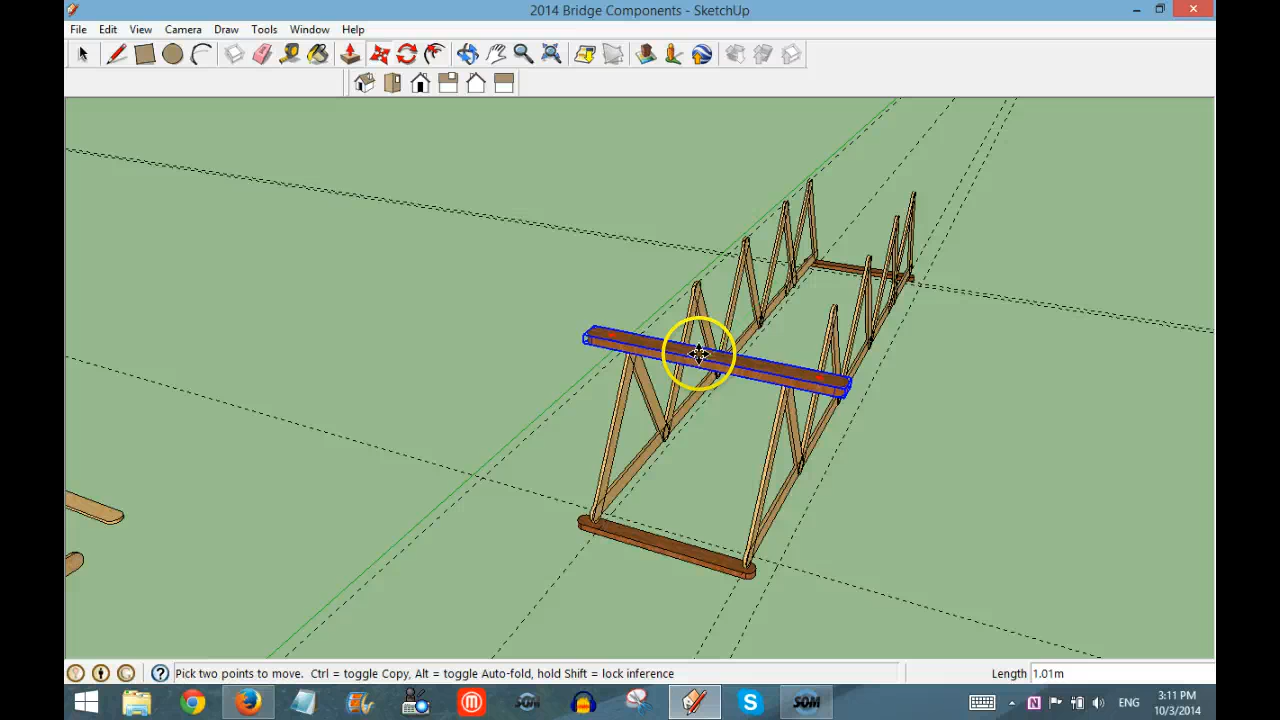 2014 Bridge Components - SketchUp
File Edit View Camera Draw Tools Window Help
Pick two points to move. Ctrl = toggle Copy, Alt = toggle Auto-fold, hold Shift = lock inference
Length 1.01m
ENG
3:11 PM
10/3/2014